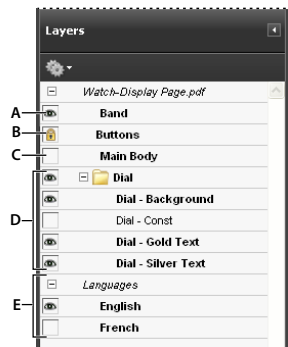 Layers
Watch-Display Page.pdf
A Band
B Buttons
C Main Body
Dial
Dial - Background
D Dial - Const
Dial - Gold Text
Dial - Silver Text
Languages
E English
French